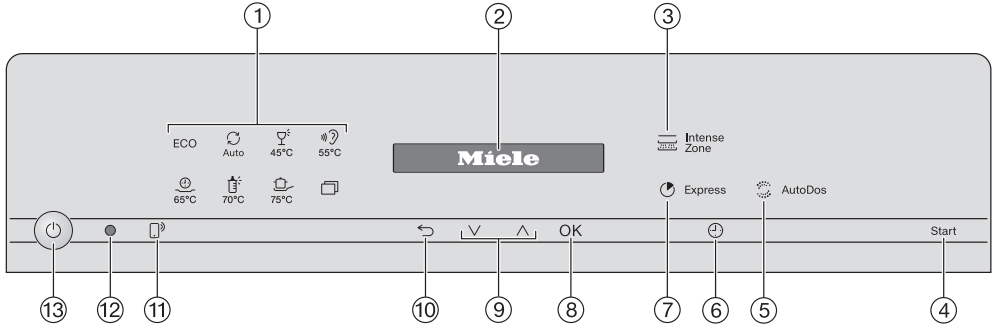 ① ② ③
ECO Auto 45°C 55°C
65°C 70°C 75°C
Miele
Intense
Zone
Express AutoDos
OK Start
⑬ ⑫ ⑪ ⑩ ⑨ ⑧ ⑦ ⑥ ⑤ ④